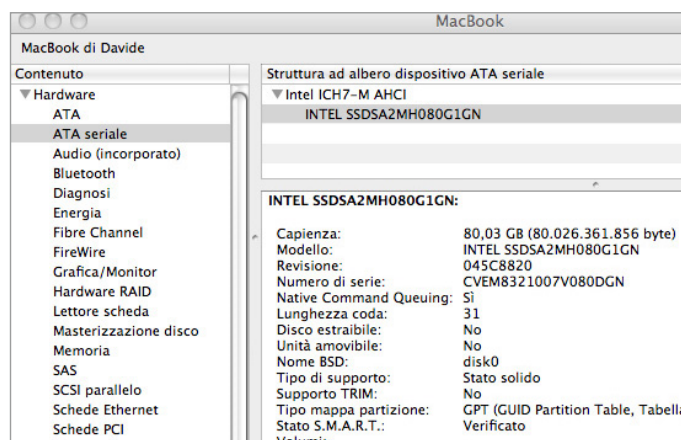 MacBook
MacBook di Davide
Contenuto
Hardware
ATA
ATA seriale
Audio (incorporato)
Bluetooth
Diagnosi
Energia
Fibre Channel
FireWire
Grafica/Monitor
Hardware RAID
Lettore scheda
Masterizzazione disco
Memoria
SAS
SCSI parallelo
Schede Ethernet
Schede PCI
Struttura ad albero dispositivo ATA seriale
Intel ICH7-M AHCI
INTEL SSDSA2MH080G1GN
INTEL SSDSA2MH080G1GN:
Capienza: 80,03 GB (80.026.361.856 byte)
Modello: INTEL SSDSA2MH080G1GN
Revisione: 045C8820
Numero di serie: CVEM8321007V080DGN
Native Command Queuing: Sì
Lunghezza coda: 31
Disco estraibile: No
Unità amovibile: No
Nome BSD: disk0
Tipo di supporto: Stato solido
Supporto TRIM: No
Tipo mappa partizione: GPT (GUID Partition Table, Tabella
Stato S.M.A.R.T.: Verificato